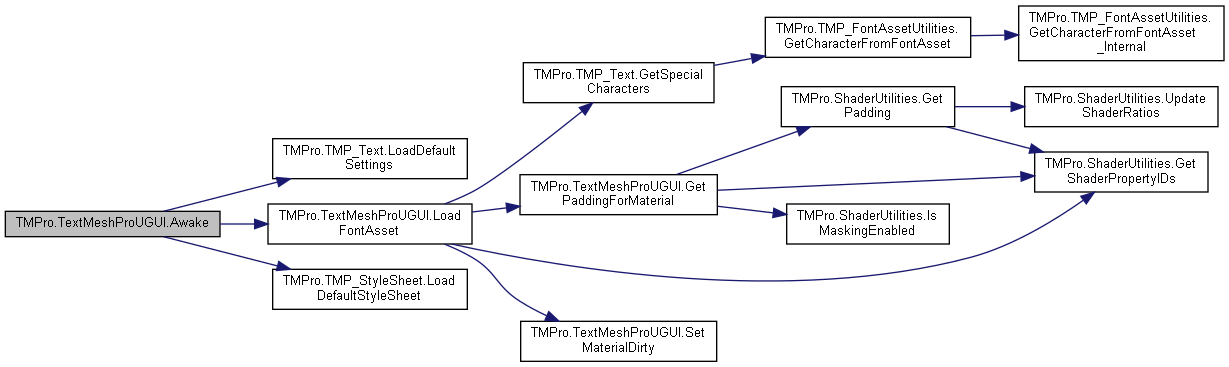 TMPro.TextMeshProUGUI.Awake
TMPro.TMP_Text.LoadDefault
Settings
TMPro.TextMeshProUGUI.Load
FontAsset
TMPro.TMP_StyleSheet.Load
DefaultStyleSheet
TMPro.TMP_Text.GetSpecial
Characters
TMPro.TextMeshProUGUI.Get
PaddingForMaterial
TMPro.TextMeshProUGUI.Set
MaterialDirty
TMPro.TMP_FontAssetUtilities.
GetCharacterFromFontAsset
TMPro.ShaderUtilities.Get
Padding
TMPro.ShaderUtilities.Is
MaskingEnabled
TMPro.TMP_FontAssetUtilities.
GetCharacterFromFontAsset
_Internal
TMPro.ShaderUtilities.Update
ShaderRatios
TMPro.ShaderUtilities.Get
ShaderPropertyIDs